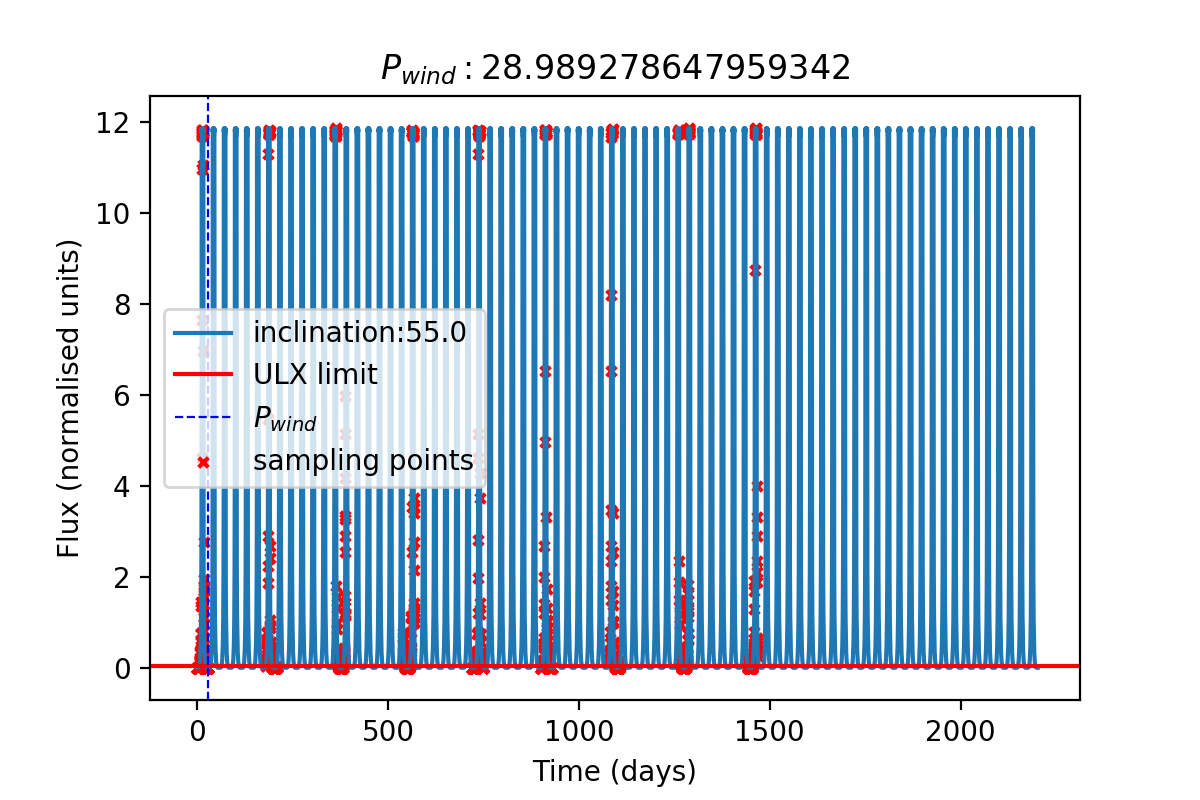 P_wind : 28.989278647959342
Flux (normalised units)
12
10
8
6
4
2
0
inclination:55.0
ULX limit
P_wind
sampling points
0 500 1000 1500 2000
Time (days)